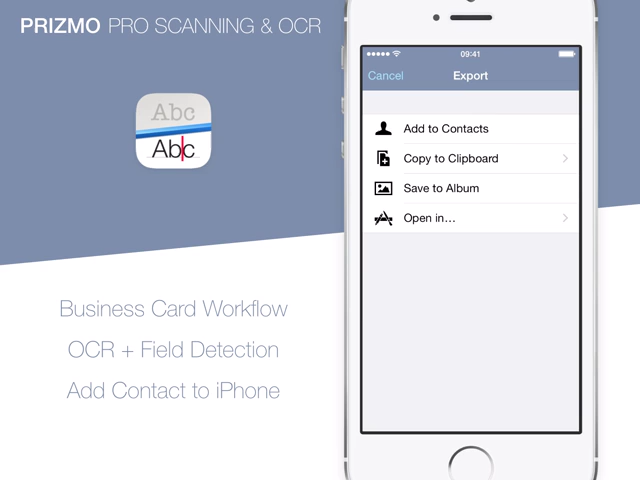 PRIZMO PRO SCANNING & OCR
Abc
Abc
Business Card Workflow
OCR + Field Detection
Add Contact to iPhone
09:41
Cancel Export
Add to Contacts
Copy to Clipboard
Save to Album
Open in…